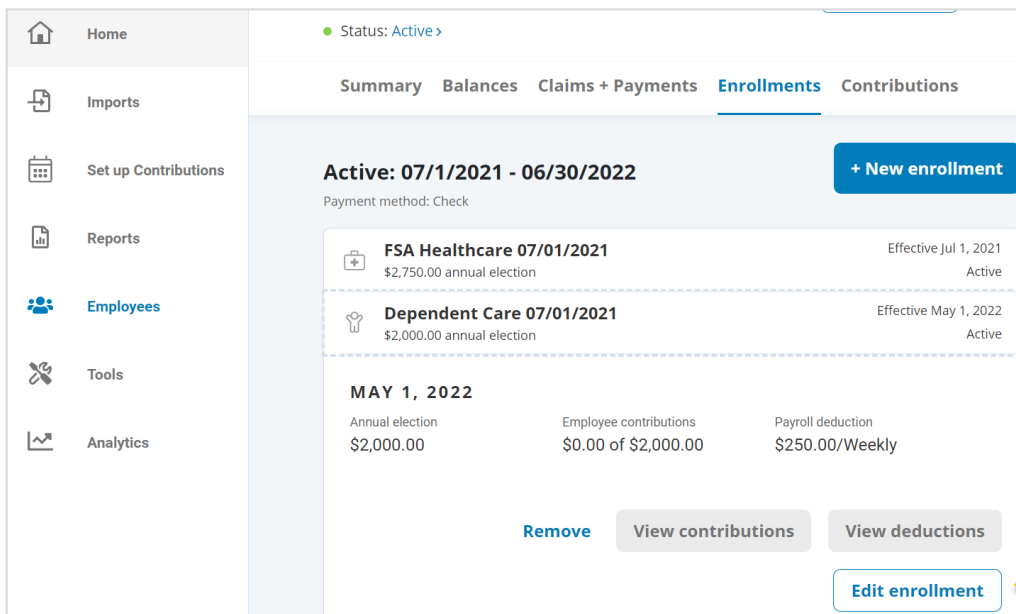 Home
Imports
Set up Contributions
Reports
Employees
Tools
Analytics
Status: Active >
Summary Balances Claims + Payments Enrollments Contributions
Active: 07/1/2021 - 06/30/2022
+ New enrollment
Payment method: Check
FSA Healthcare 07/01/2021 Effective Jul 1, 2021
$2,750.00 annual election Active
Dependent Care 07/01/2021 Effective May 1, 2022
$2,000.00 annual election Active
MAY 1, 2022
Annual election Employee contributions Payroll deduction
$2,000.00 $0.00 of $2,000.00 $250.00/Weekly
Remove View contributions View deductions
Edit enrollment